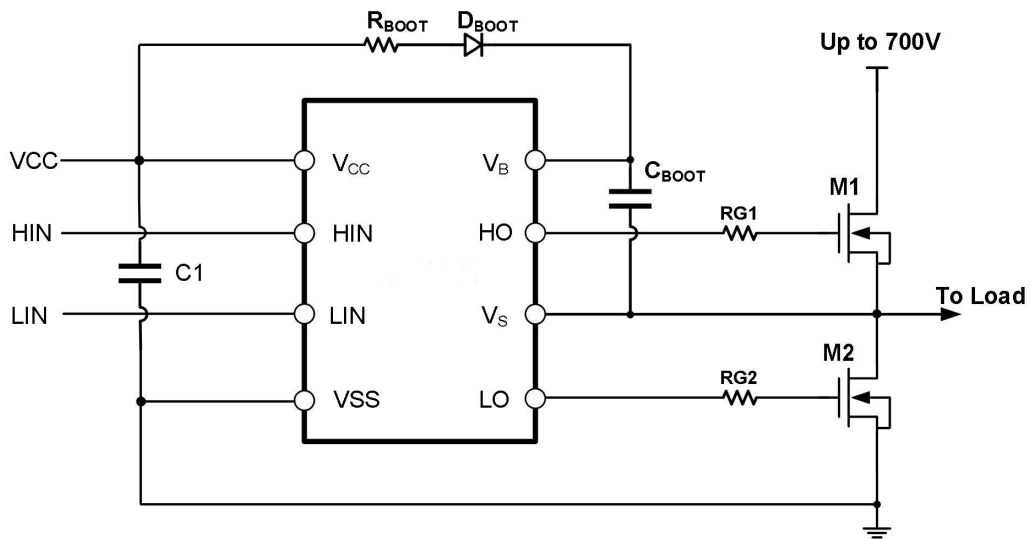 RBOOT
DBOOT
Up to 700V
VCC
VCC
VB
CBOOT
M1
HIN
HIN
HO
RG1
C1
To Load
LIN
LIN
VS
M2
RG2
VSS
LO